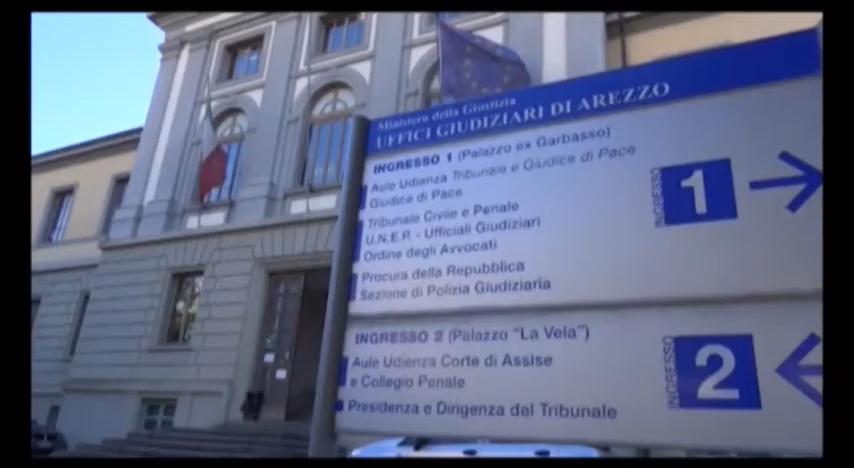 Ministero della Giustizia
UFFICI GIUDIZIARI DI AREZZO
INGRESSO 1 (Palazzo ex Garbasso)
Aule Udienza Tribunale e Giudice di Pace
Giudice di Pace
Tribunale Civile e Penale
U.N.E.P. - Ufficiali Giudiziari
Ordine degli Avvocati
Procura della Repubblica
Sezione di Polizia Giudiziaria
INGRESSO
1
INGRESSO 2 (Palazzo "La Vela")
Aule Udienza Corte di Assise
e Collegio Penale
Presidenza e Dirigenza del Tribunale
INGRESSO
2